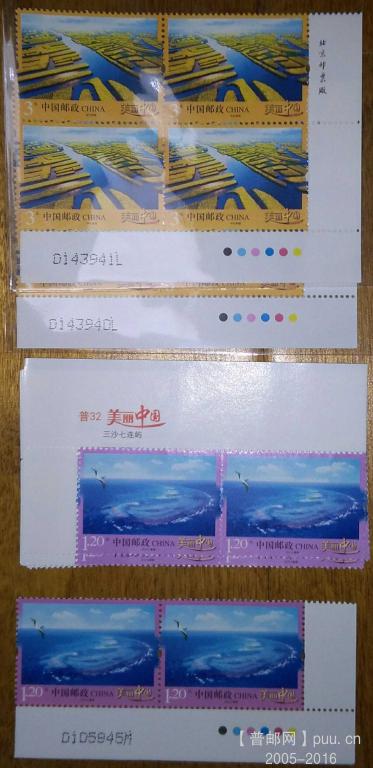 北京邮票厂
3元
中国邮政 CHINA 美丽中国
3元
中国邮政 CHINA 美丽中国
3元
中国邮政 CHINA 美丽中国
3元
中国邮政 CHINA 美丽中国
D143941L
D143940L
普32 美丽中国
三沙七连屿
1.20元 中国邮政 CHINA 美丽中国
1.20元 中国邮政 CHINA 美丽中国
1.20元 中国邮政 CHINA 美丽中国
1.20元 中国邮政 CHINA 美丽中国
【普邮网】puu.cn
2005-2016